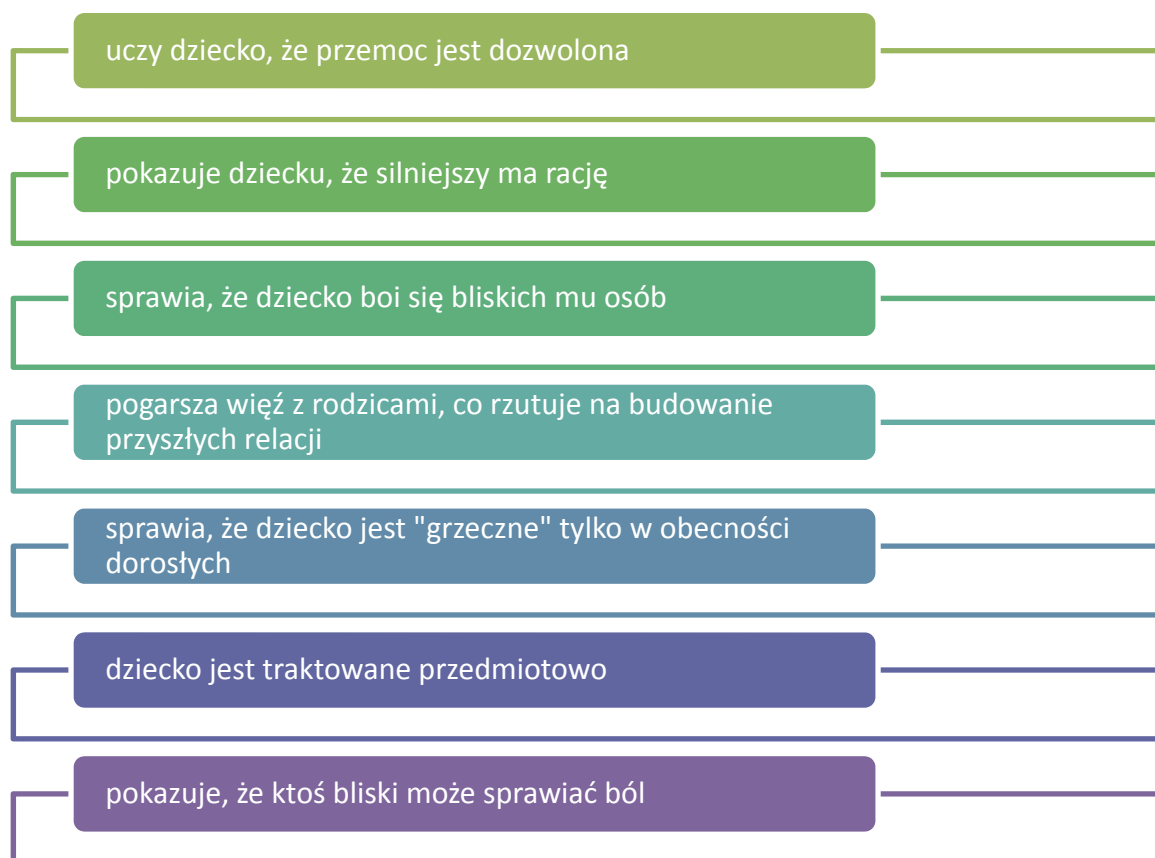 uczy dziecko, że przemoc jest dozwolona
pokazuje dziecku, że silniejszy ma rację
sprawia, że dziecko boi się bliskich mu osób
pogarsza więź z rodzicami, co rzutuje na budowanie
przyszłych relacji
sprawia, że dziecko jest "grzeczne" tylko w obecności
dorosłych
dziecko jest traktowane przedmiotowo
pokazuje, że ktoś bliski może sprawiać ból